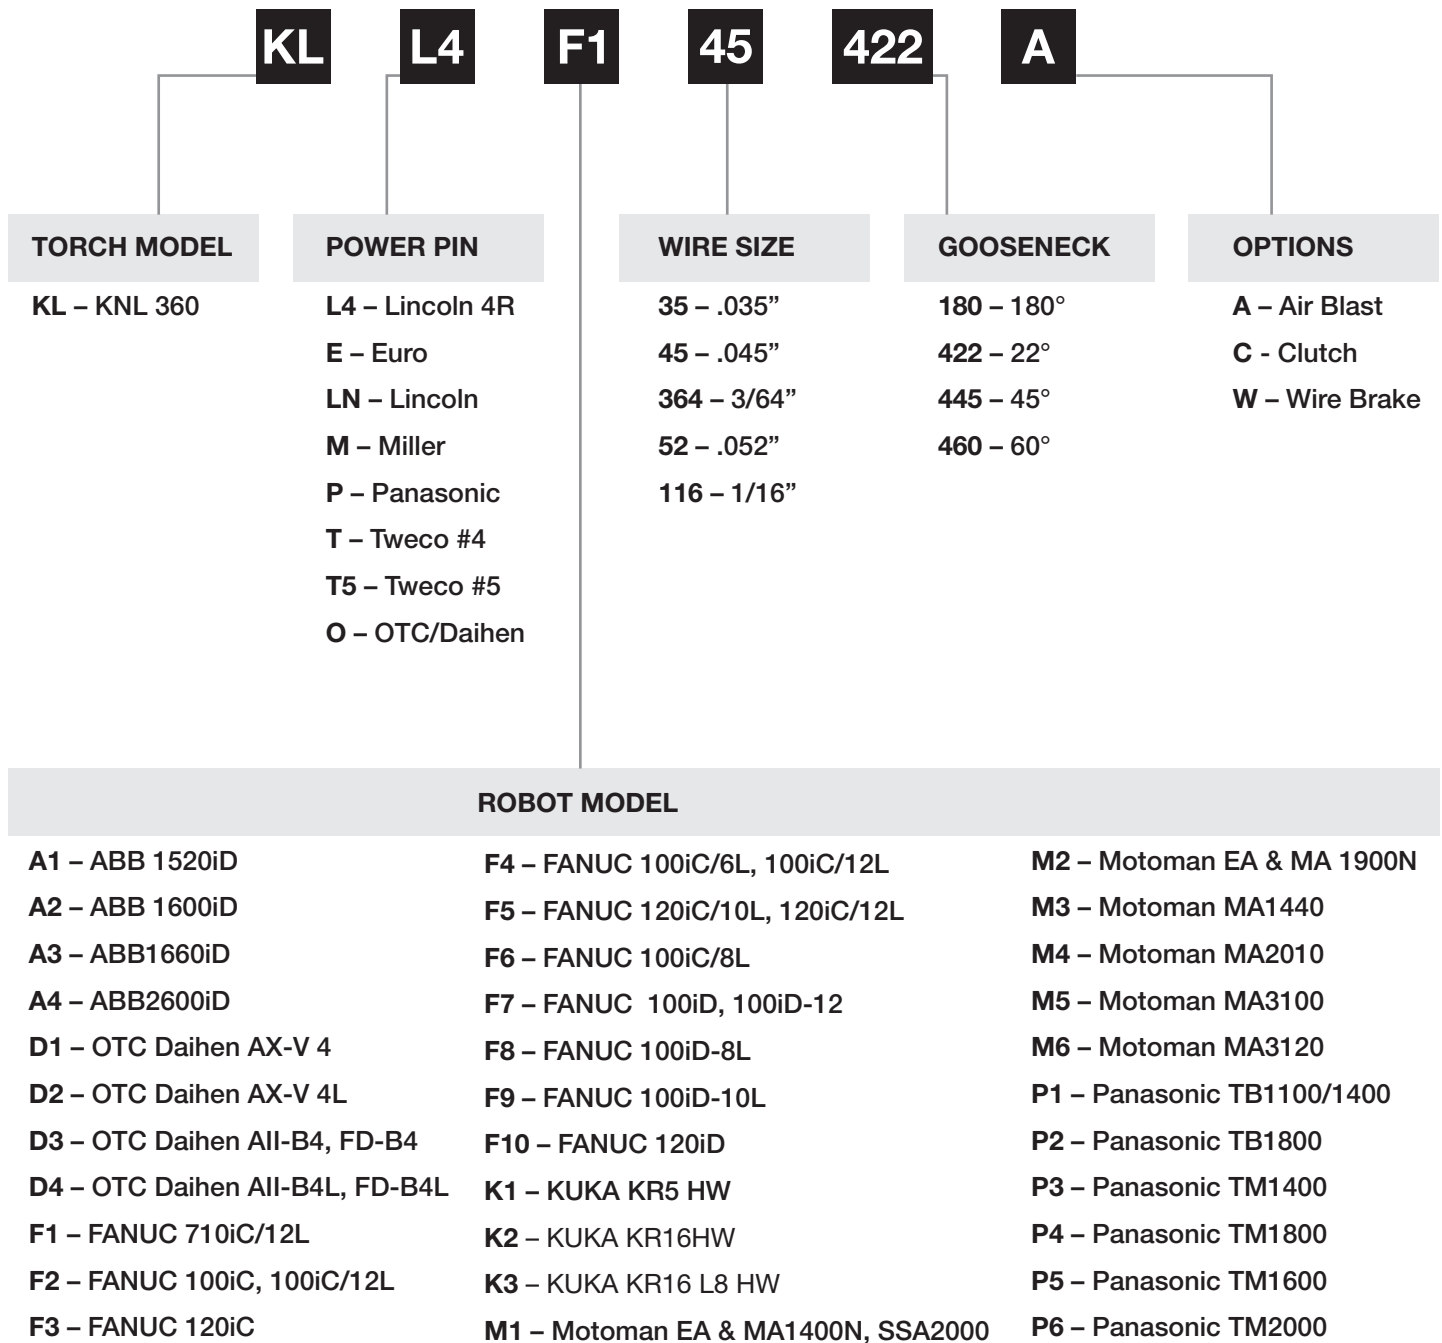 KL L4 F1 45 422 A
TORCH MODEL
KL – KNL 360
POWER PIN
L4 – Lincoln 4R
E – Euro
LN – Lincoln
M – Miller
P – Panasonic
T – Tweco #4
T5 – Tweco #5
O – OTC/Daihen
WIRE SIZE
35 – .035”
45 – .045”
364 – 3/64”
52 – .052”
116 – 1/16”
GOOSENECK
180 – 180°
422 – 22°
445 – 45°
460 – 60°
OPTIONS
A – Air Blast
C - Clutch
W – Wire Brake
ROBOT MODEL
A1 – ABB 1520iD
A2 – ABB 1600iD
A3 – ABB1660iD
A4 – ABB2600iD
D1 – OTC Daihen AX-V 4
D2 – OTC Daihen AX-V 4L
D3 – OTC Daihen AII-B4, FD-B4
D4 – OTC Daihen AII-B4L, FD-B4L
F1 – FANUC 710iC/12L
F2 – FANUC 100iC, 100iC/12L
F3 – FANUC 120iC
F4 – FANUC 100iC/6L, 100iC/12L
F5 – FANUC 120iC/10L, 120iC/12L
F6 – FANUC 100iC/8L
F7 – FANUC  100iD, 100iD-12
F8 – FANUC 100iD-8L
F9 – FANUC 100iD-10L
F10 – FANUC 120iD
K1 – KUKA KR5 HW
K2 – KUKA KR16HW
K3 – KUKA KR16 L8 HW
M1 – Motoman EA & MA1400N, SSA2000
M2 – Motoman EA & MA 1900N
M3 – Motoman MA1440
M4 – Motoman MA2010
M5 – Motoman MA3100
M6 – Motoman MA3120
P1 – Panasonic TB1100/1400
P2 – Panasonic TB1800
P3 – Panasonic TM1400
P4 – Panasonic TM1800
P5 – Panasonic TM1600
P6 – Panasonic TM2000